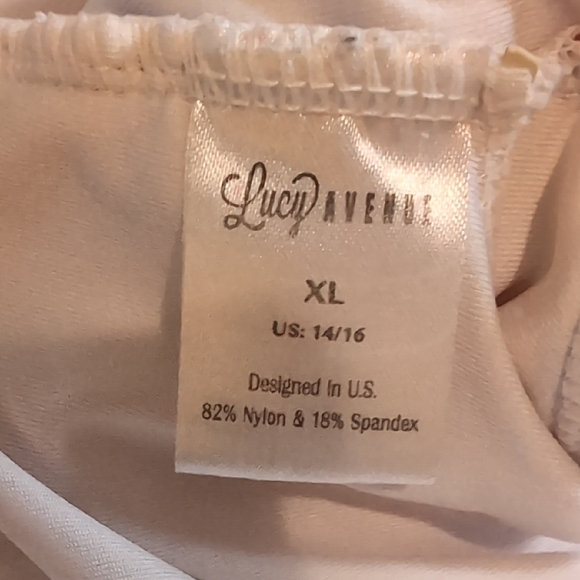 Lucy AVENUE
XL
US: 14/16
Designed in U.S.
82% Nylon & 18% Spandex